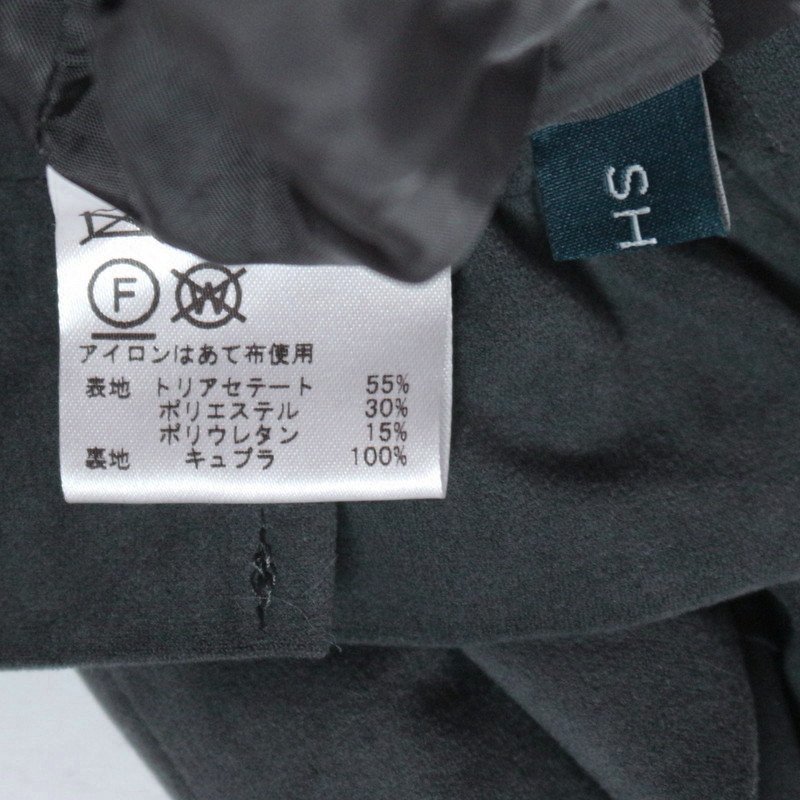 F W
アイロンはあて布使用
表地 トリアセテート 55%
ポリエステル 30%
ポリウレタン 15%
裏地 キュプラ 100%
HS